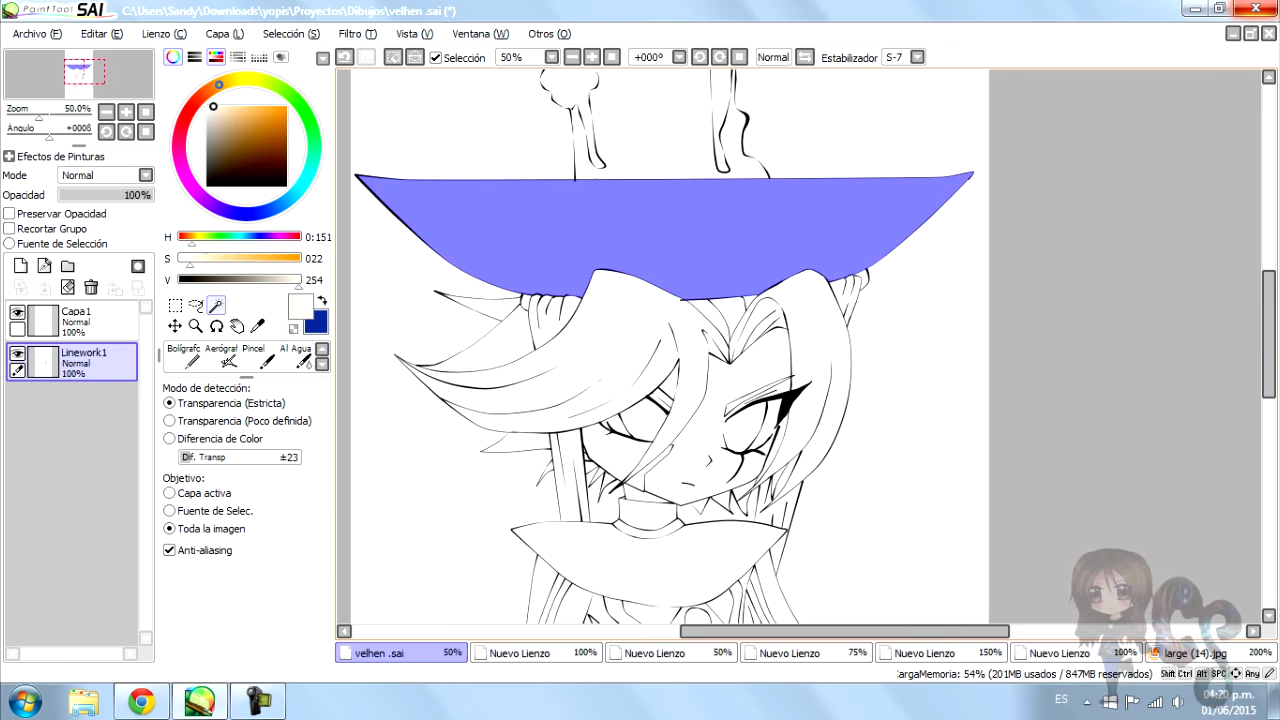 PaintTool SAI C:\Users\Sandy\Downloads\yopis\Proyectos\Dibujos\velhen .sai (*)
Archivo (F) Editar (E) Lienzo (C) Capa (L) Selección (S) Filtro (T) Vista (V) Ventana (W) Otros (O)
Selección 50% +000° Normal Estabilizador S-7
Zoom 50.0%
Ángulo +000ß
Efectos de Pinturas
Modo Normal
Opacidad 100%
Preservar Opacidad
Recortar Grupo
Fuente de Selección
Capa1
Normal
100%
Linework1
Normal
100%
H 0:151
S 022
V 254
Bolígrafc Aerógraf Pincel Al Agua
Modo de detección:
Transparencia (Estricta)
Transparencia (Poco definida)
Diferencia de Color
Dif. Transp ±23
Objetivo:
Capa activa
Fuente de Selec.
Toda la imagen
Anti-aliasing
velhen .sai 50% Nuevo Lienzo 100% Nuevo Lienzo 50% Nuevo Lienzo 75% Nuevo Lienzo 150% Nuevo Lienzo 100% large (14).jpg 200%
:argaMemoria: 54% (201MB usados / 847MB reservados) Shift Ctrl Alt SPC Any
ES 04:20 p.m.
01/06/2015